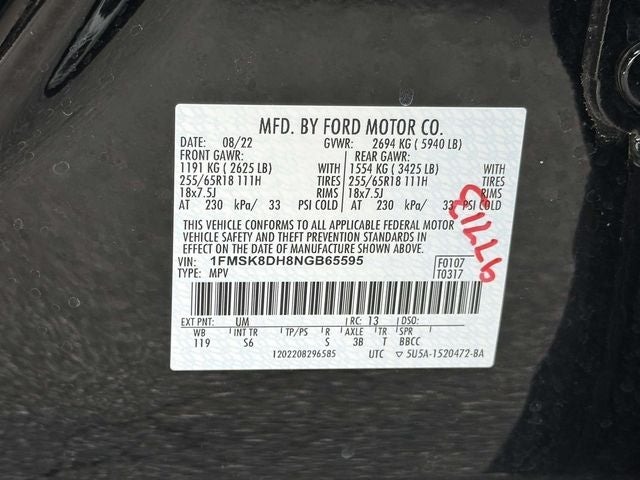 MFD. BY FORD MOTOR CO.
DATE: 08/22 GVWR: 2694 KG ( 5940 LB)
FRONT GAWR: REAR GAWR:
1191 KG ( 2625 LB) WITH 1554 KG ( 3425 LB) WITH
255/65R18 111H TIRES 255/65R18 111H TIRES
18x7.5J RIMS 18x7.5J RIMS
AT 230 kPa/ 33 PSI COLD AT 230 kPa/ 33 PSI COLD
THIS VEHICLE CONFORMS TO ALL APPLICABLE FEDERAL MOTOR
VEHICLE SAFETY AND THEFT PREVENTION STANDARDS IN
EFFECT ON THE DATE OF MANUFACTURE SHOWN ABOVE.
VIN: 1FMSK8DH8NGB65595 F0107
TYPE: MPV T0317
EXT PNT: UM RC: 13 DSO:
WB INT TR TP/PS R AXLE TR SPR
119 S6 S 3B T BBCC
1202208296585 UTC 5U5A-1520472-BA